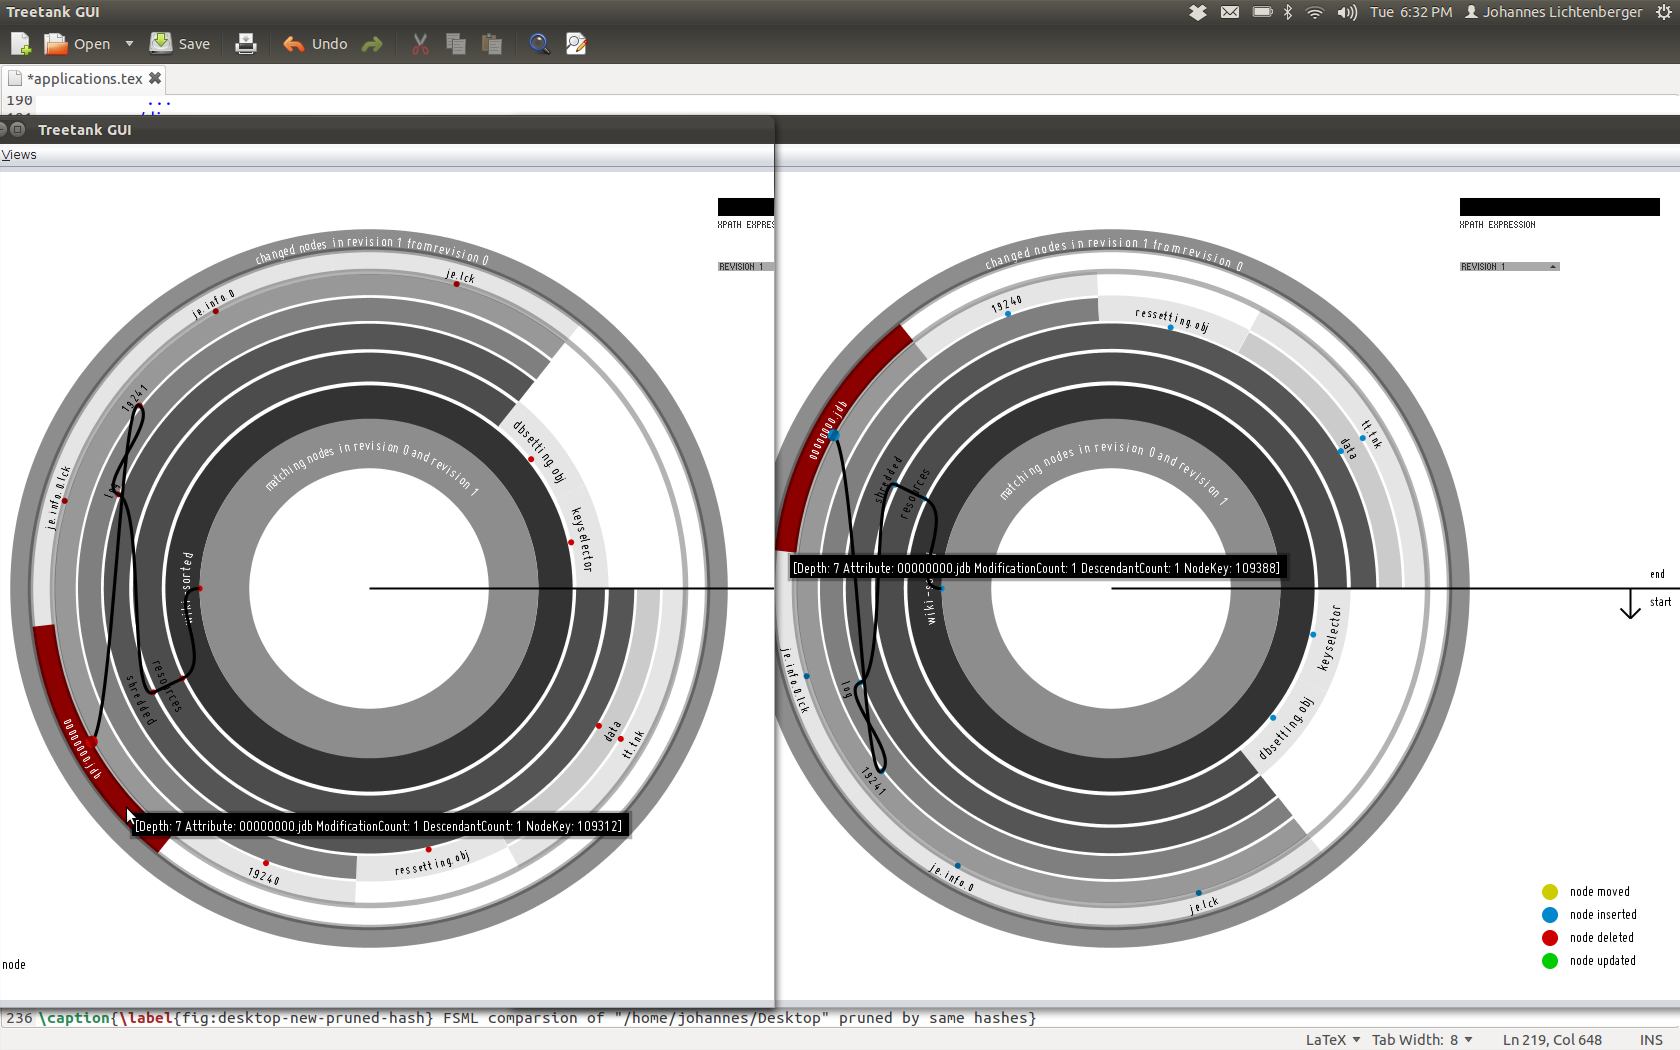 Treetank GUI
Tue 6:32 PM Johannes Lichtenberger
Open Save Undo
*applications.tex
190 ...
Treetank GUI
Views
XPATH EXPRES
REVISION 1
changed nodes in revision 1 from revision 0
je.lck
je.info.0
19241
log
je.info.0.lck
matching nodes in revision 0 and revision 1
dbsetting.obj
keyselector
resources
shredded
data
tt.tnk
00000000.jdb
[Depth: 7 Attribute: 00000000.jdb ModificationCount: 1 DescendantCount: 1 NodeKey: 109312]
19240
ressetting.obj
node
XPATH EXPRESSION
REVISION 1
changed nodes in revision 1 from revision 0
19240
ressetting.obj
00000000.jdb
tt.tnk
data
shredded
resources
matching nodes in revision 0 and revision 1
[Depth: 7 Attribute: 00000000.jdb ModificationCount: 1 DescendantCount: 1 NodeKey: 109388]
end
start
keyselector
je.info.0.lck
log
dbsetting.obj
19241
je.info.0
je.lck
node moved
node inserted
node deleted
node updated
236 \caption{\label{fig:desktop-new-pruned-hash} FSML comparsion of "/home/johannes/Desktop" pruned by same hashes}
LaTeX Tab Width: 8 Ln 219, Col 648 INS